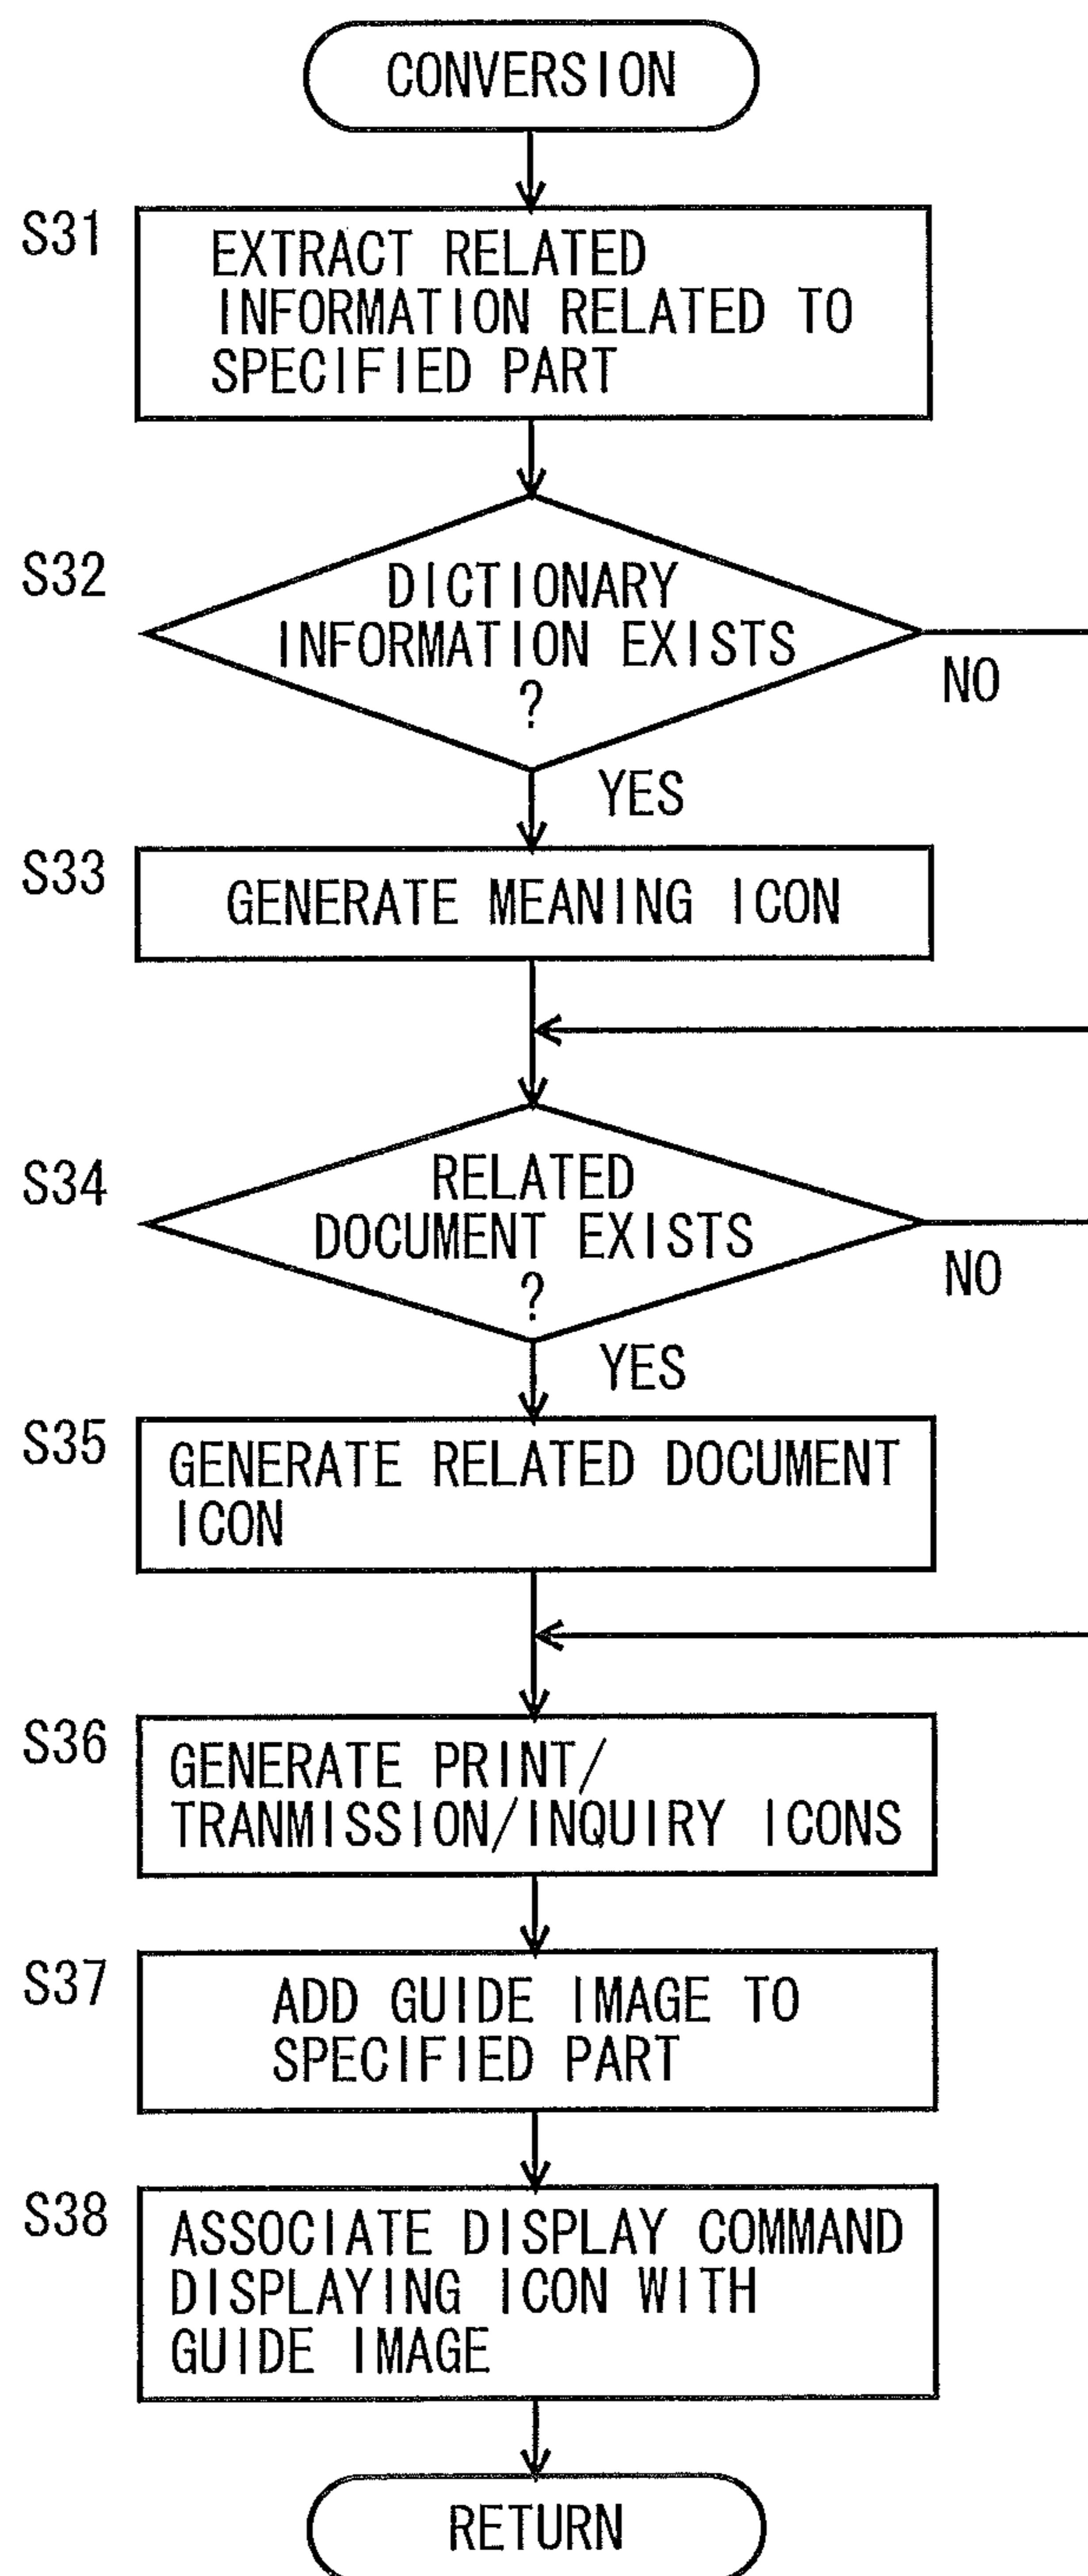 CONVERSION
S31
EXTRACT RELATED
INFORMATION RELATED TO
SPECIFIED PART
S32
DICTIONARY
INFORMATION EXISTS
?
NO
YES
S33
GENERATE MEANING ICON
S34
RELATED
DOCUMENT EXISTS
?
NO
YES
S35
GENERATE RELATED DOCUMENT
ICON
S36
GENERATE PRINT/
TRANMISSION/INQUIRY ICONS
S37
ADD GUIDE IMAGE TO
SPECIFIED PART
S38
ASSOCIATE DISPLAY COMMAND
DISPLAYING ICON WITH
GUIDE IMAGE
RETURN